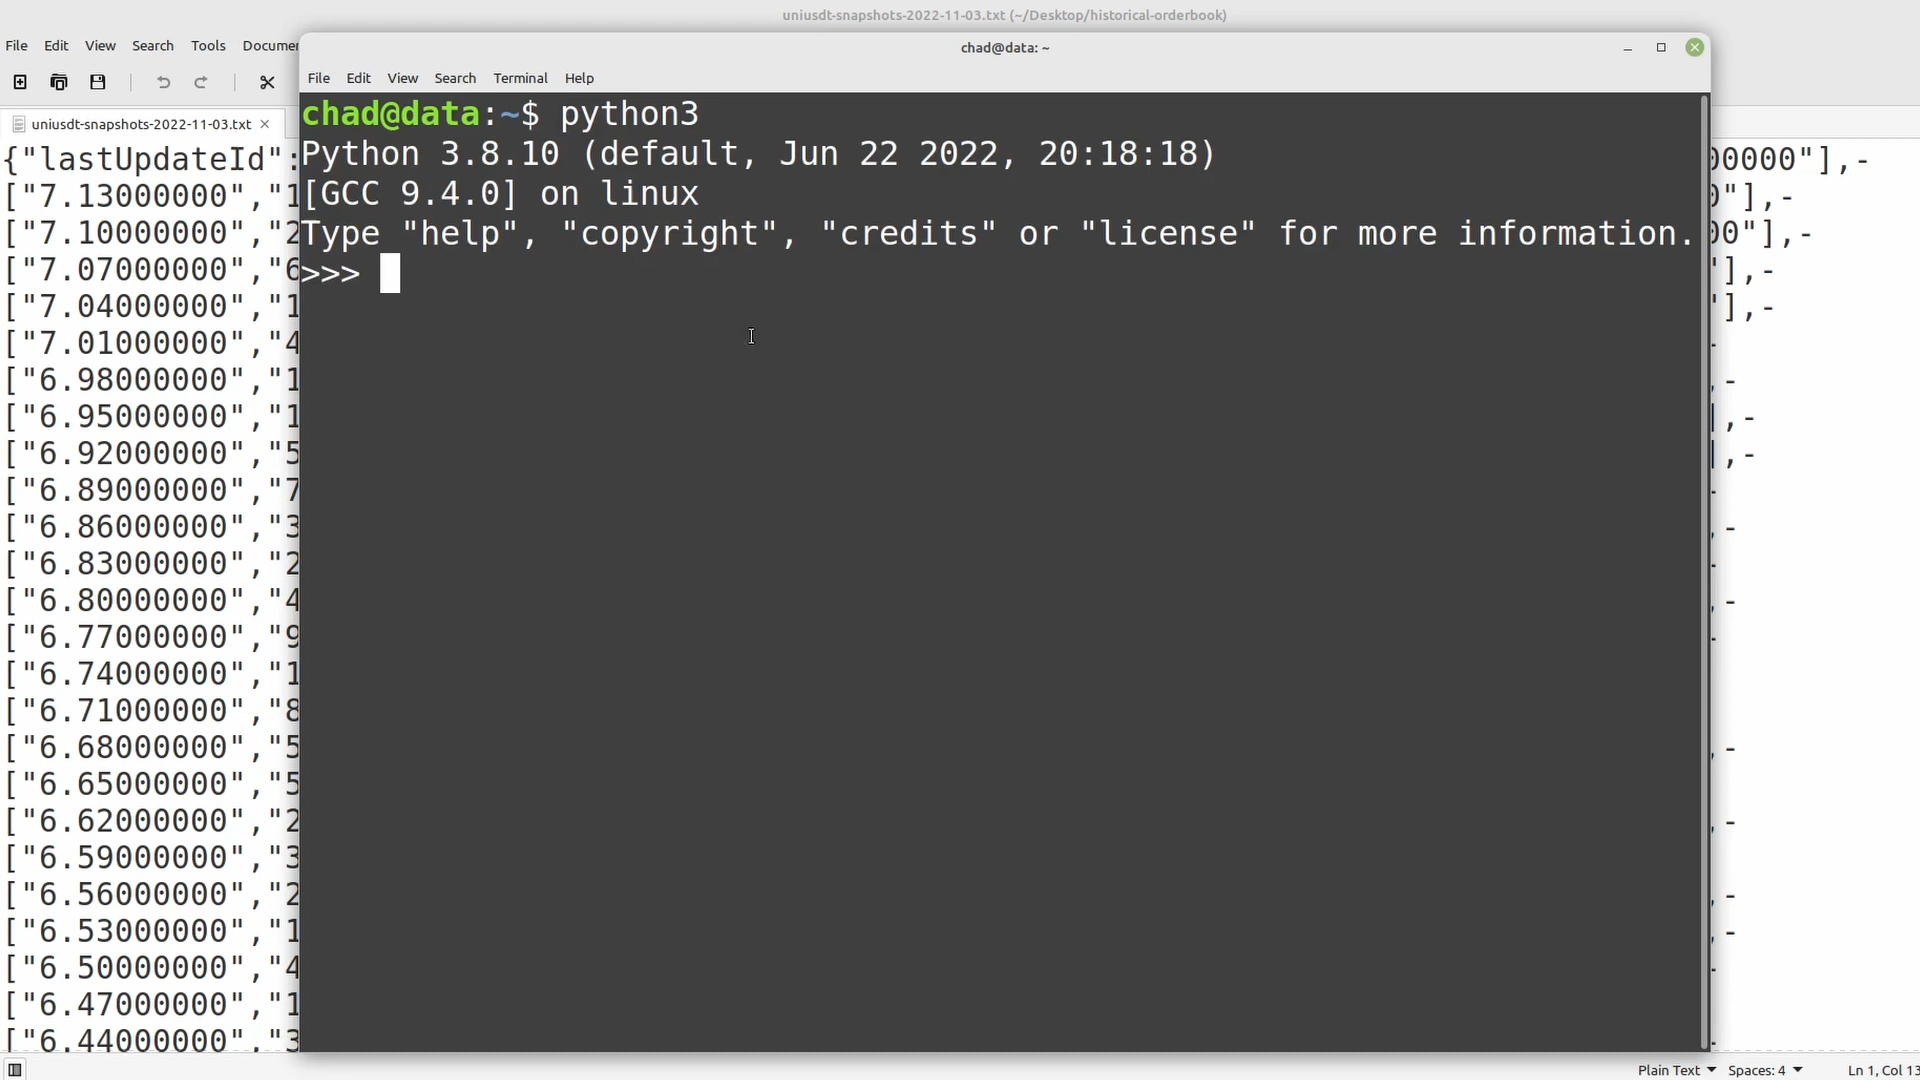 uniusdt-snapshots-2022-11-03.txt (~/Desktop/historical-orderbook)
File Edit View Search Tools
chad@data: ~
File Edit View Search Terminal Help
uniusdt-snapshots-2022-11-03.txt
chad@data:~$ python3
Python 3.8.10 (default, Jun 22 2022, 20:18:18)
[GCC 9.4.0] on linux
Type "help", "copyright", "credits" or "license" for more information.
>>>
{"lastUpdateId":
["7.13000000","1
["7.10000000","2
["7.07000000","6
["7.04000000","1
["7.01000000","4
["6.98000000","1
["6.95000000","1
["6.92000000","5
["6.89000000","7
["6.86000000","3
["6.83000000","2
["6.80000000","4
["6.77000000","9
["6.74000000","1
["6.71000000","8
["6.68000000","5
["6.65000000","5
["6.62000000","2
["6.59000000","3
["6.56000000","2
["6.53000000","1
["6.50000000","4
["6.47000000","1
["6.44000000","3
00000"],-
0"],-
00"],-
"],-
"],-
Plain Text Spaces: 4 Ln 1, Col 13